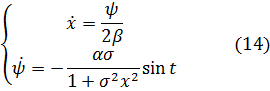 ẋ = ψ / 2β
ψ̇ = − ασ / 1 + σ²x² sin t (14)